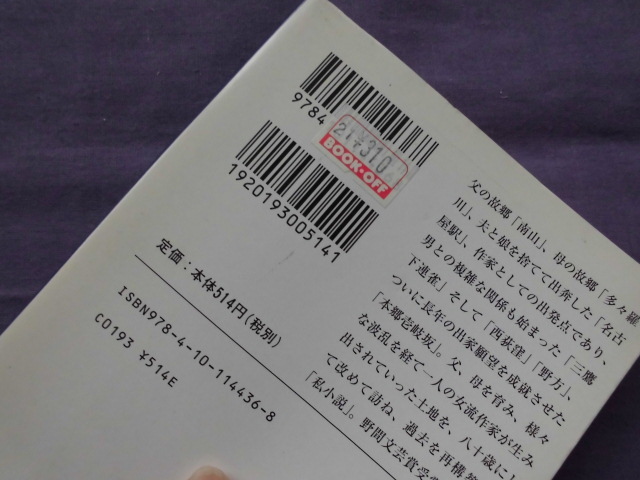 9784
21 ¥310
BOOK・OFF
1920193005141
定価：本体514円(税別)
ISBN978-4-10-114436-8
C0193 ¥514E
父の故郷「南山」、母の故郷「多々羅
川」、夫と娘を捨てて出奔した「名古
屋駅」、作家としての出発点であり、
男との複雑な関係も始まった「三鷹
下連雀」そして「西荻窪」「野方」、
ついに長年の出家願望を成就させた
「本郷壱岐坂」。父、母を育み、様々
な波乱を経て一人の女流作家が生み
出されていった土地を、八十歳にし
て改めて訪ね、過去を再構築
「私小説」。野間文芸賞受